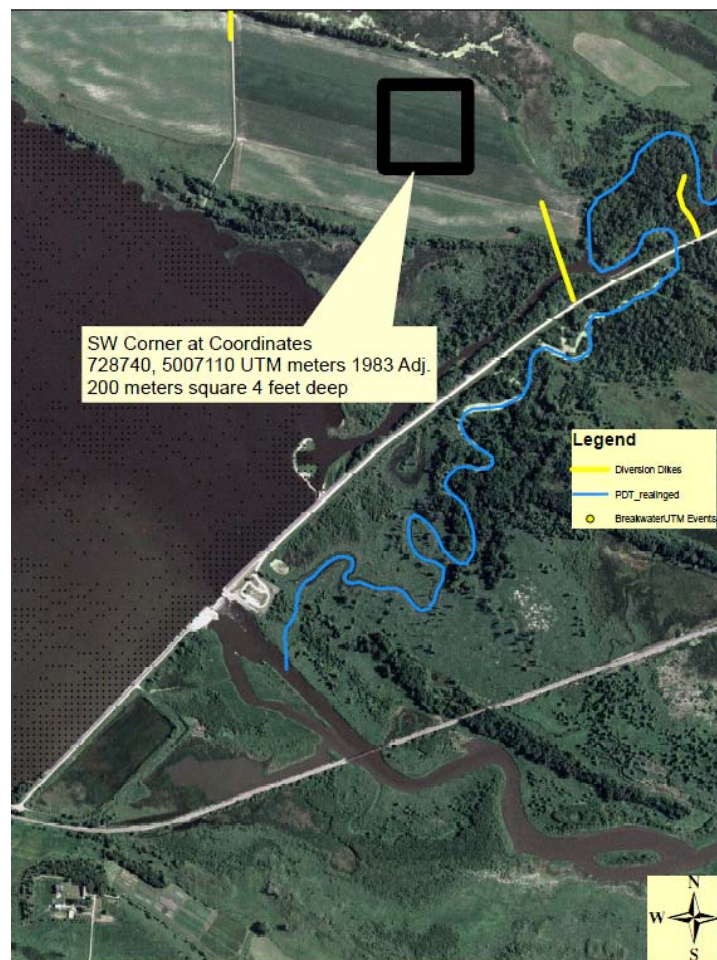 SW Corner at Coordinates
728740, 5007110 UTM meters 1983 Adj.
200 meters square 4 feet deep
Legend
Diversion Dikes
PDT_realinged
BreakwaterUTM Events
N
W
E
S